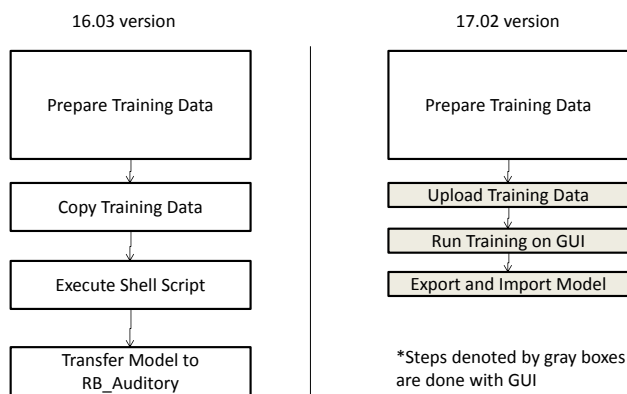 16.03 version
Prepare Training Data
Copy Training Data
Execute Shell Script
Transfer Model to
RB_Auditory
17.02 version
Prepare Training Data
Upload Training Data
Run Training on GUI
Export and Import Model
*Steps denoted by gray boxes
are done with GUI